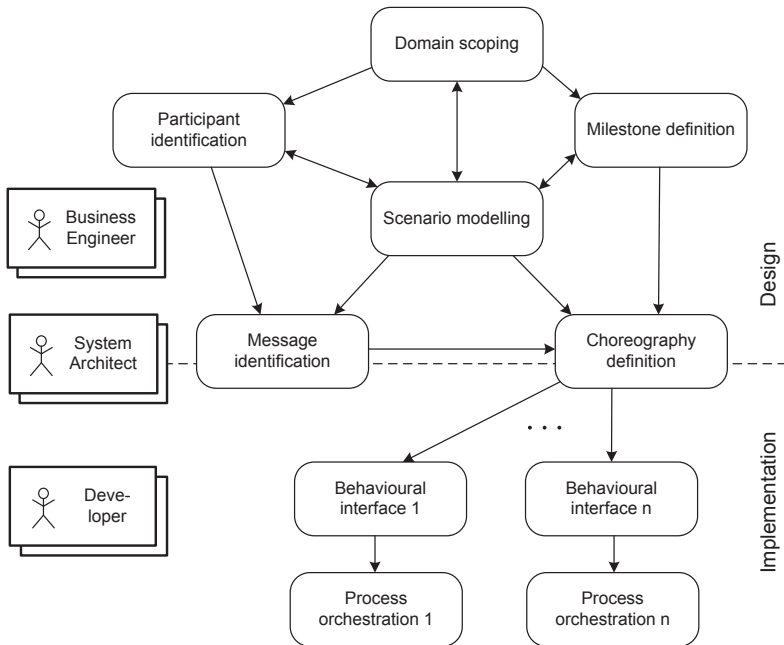 Domain scoping
Participant
identification
Milestone definition
Scenario modelling
Business
Engineer
Design
System
Architect
Message
identification
Choreography
definition
. . .
Deve-
loper
Behavioural
interface 1
Behavioural
interface n
Implementation
Process
orchestration 1
Process
orchestration n